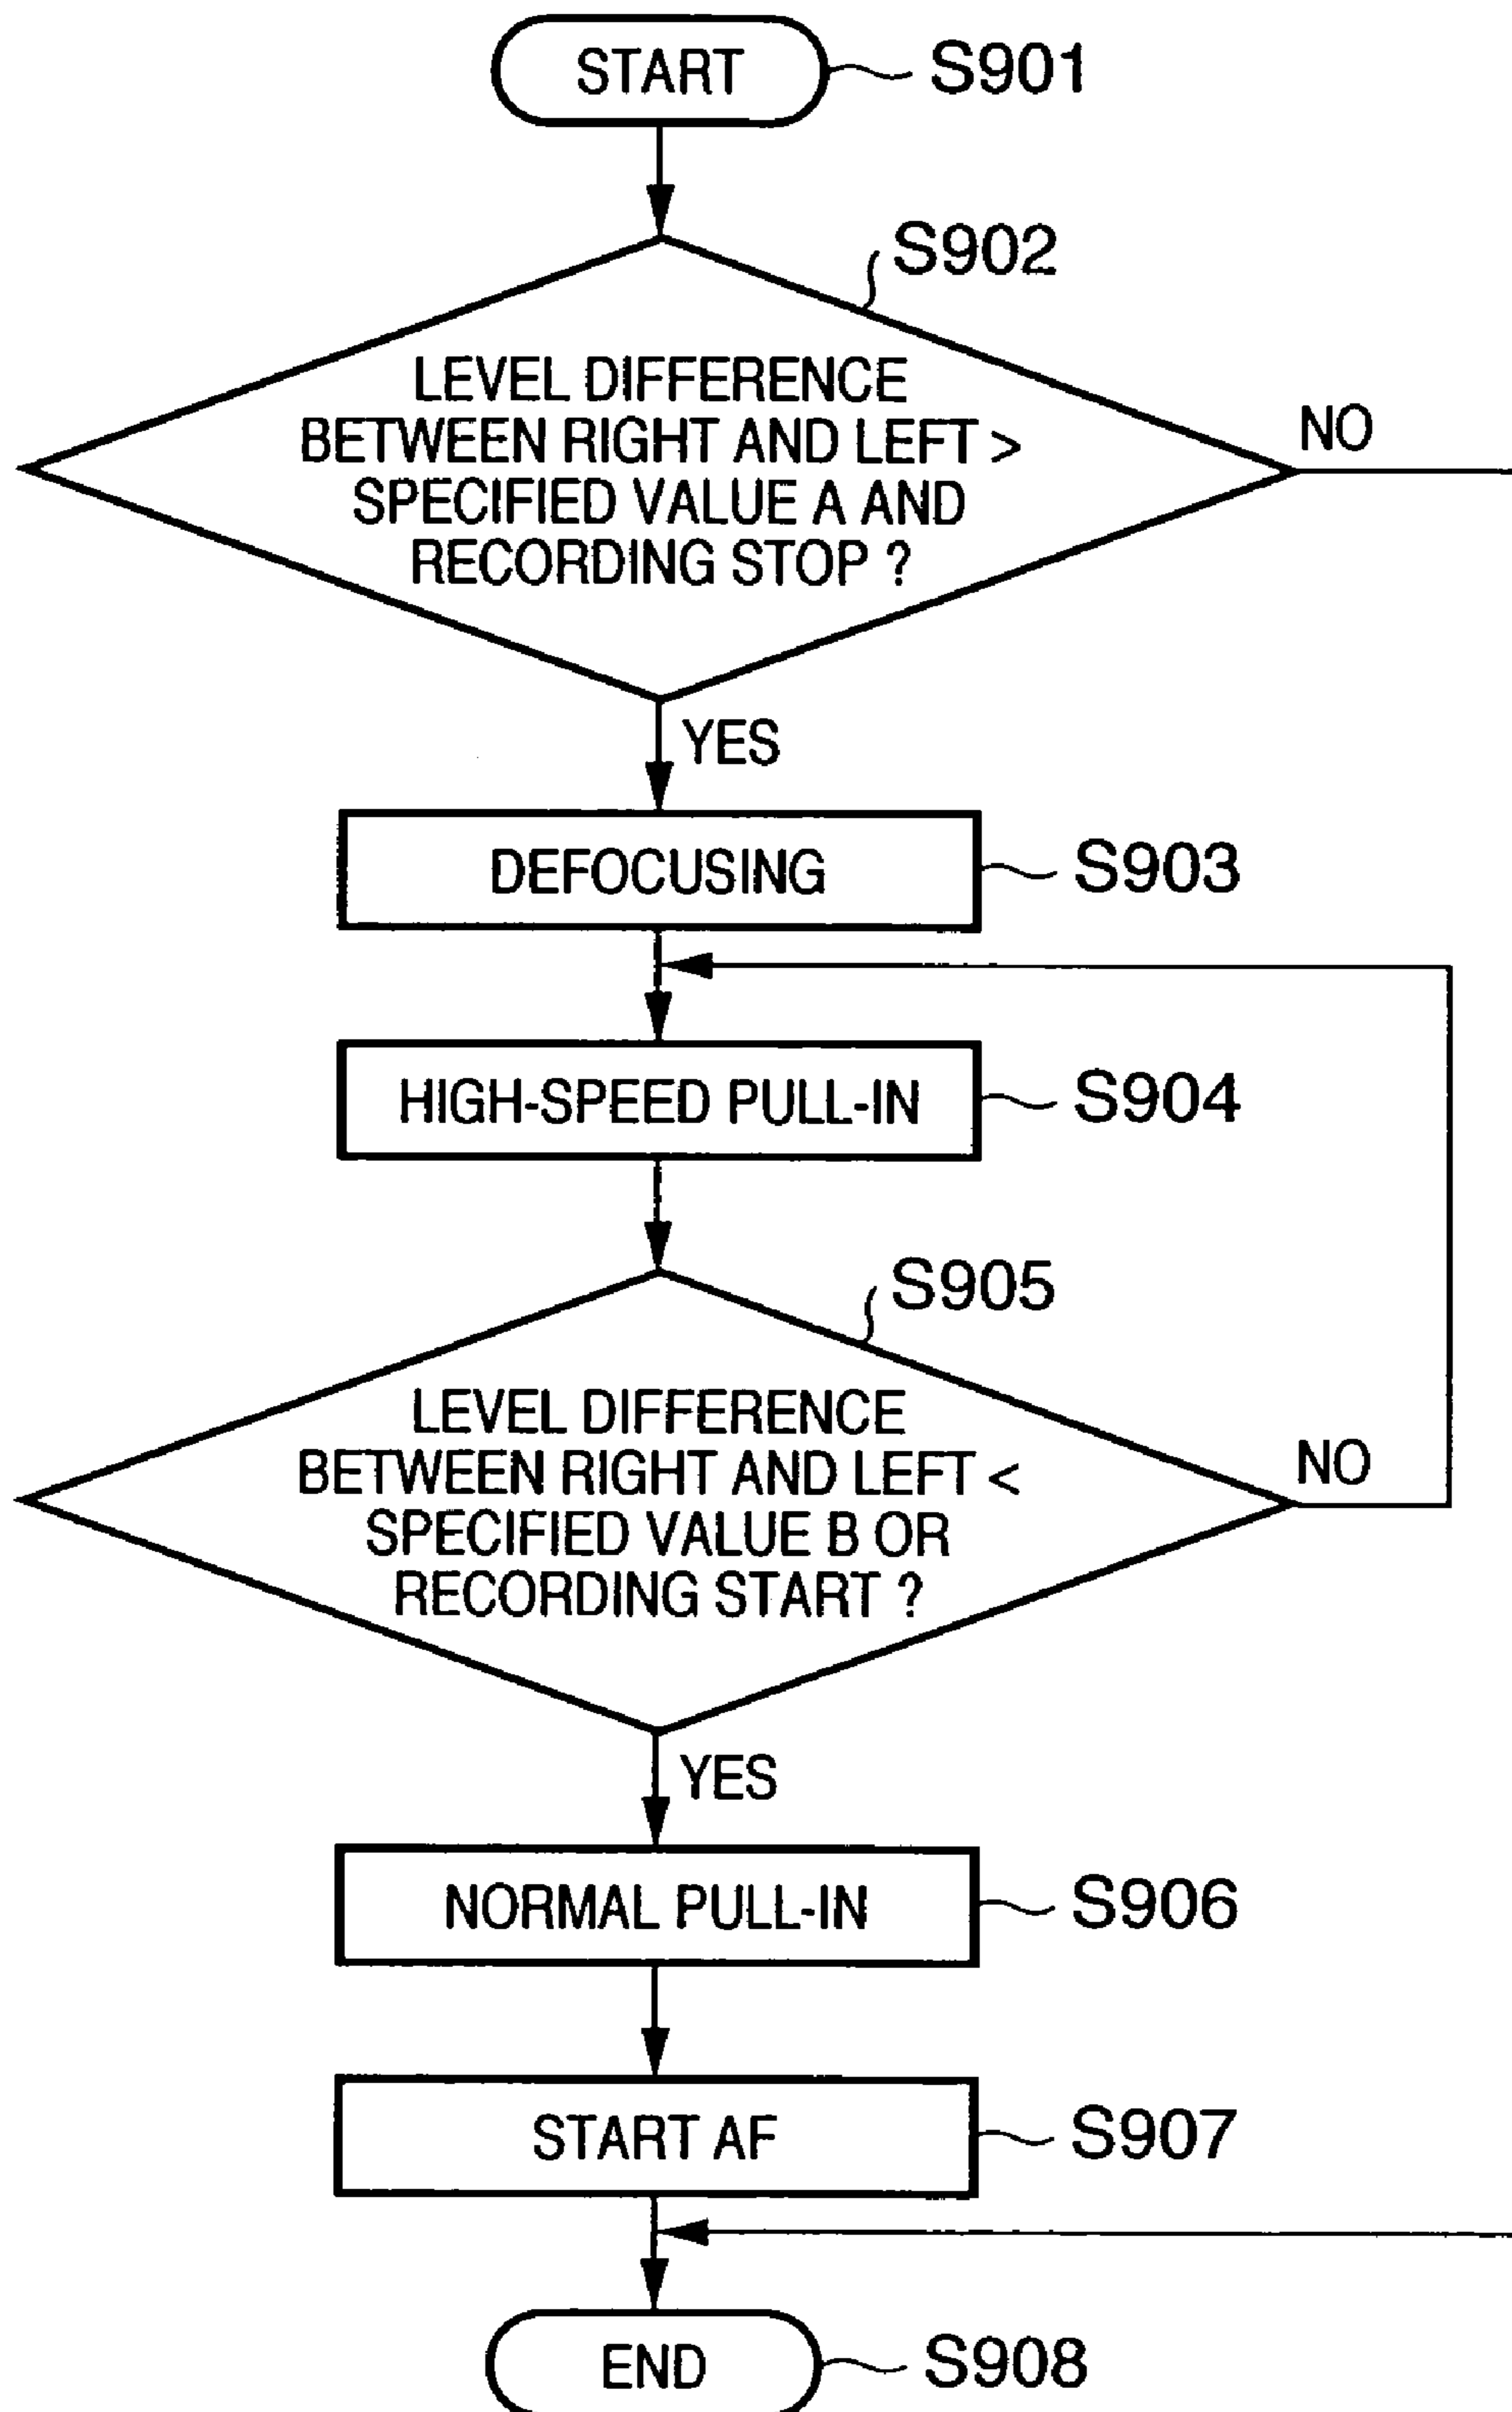 START
S901
S902
LEVEL DIFFERENCE
BETWEEN RIGHT AND LEFT >
SPECIFIED VALUE A AND
RECORDING STOP ?
NO
YES
DEFOCUSING
S903
HIGH-SPEED PULL-IN
S904
S905
LEVEL DIFFERENCE
BETWEEN RIGHT AND LEFT <
SPECIFIED VALUE B OR
RECORDING START ?
NO
YES
NORMAL PULL-IN
S906
START AF
S907
END
S908